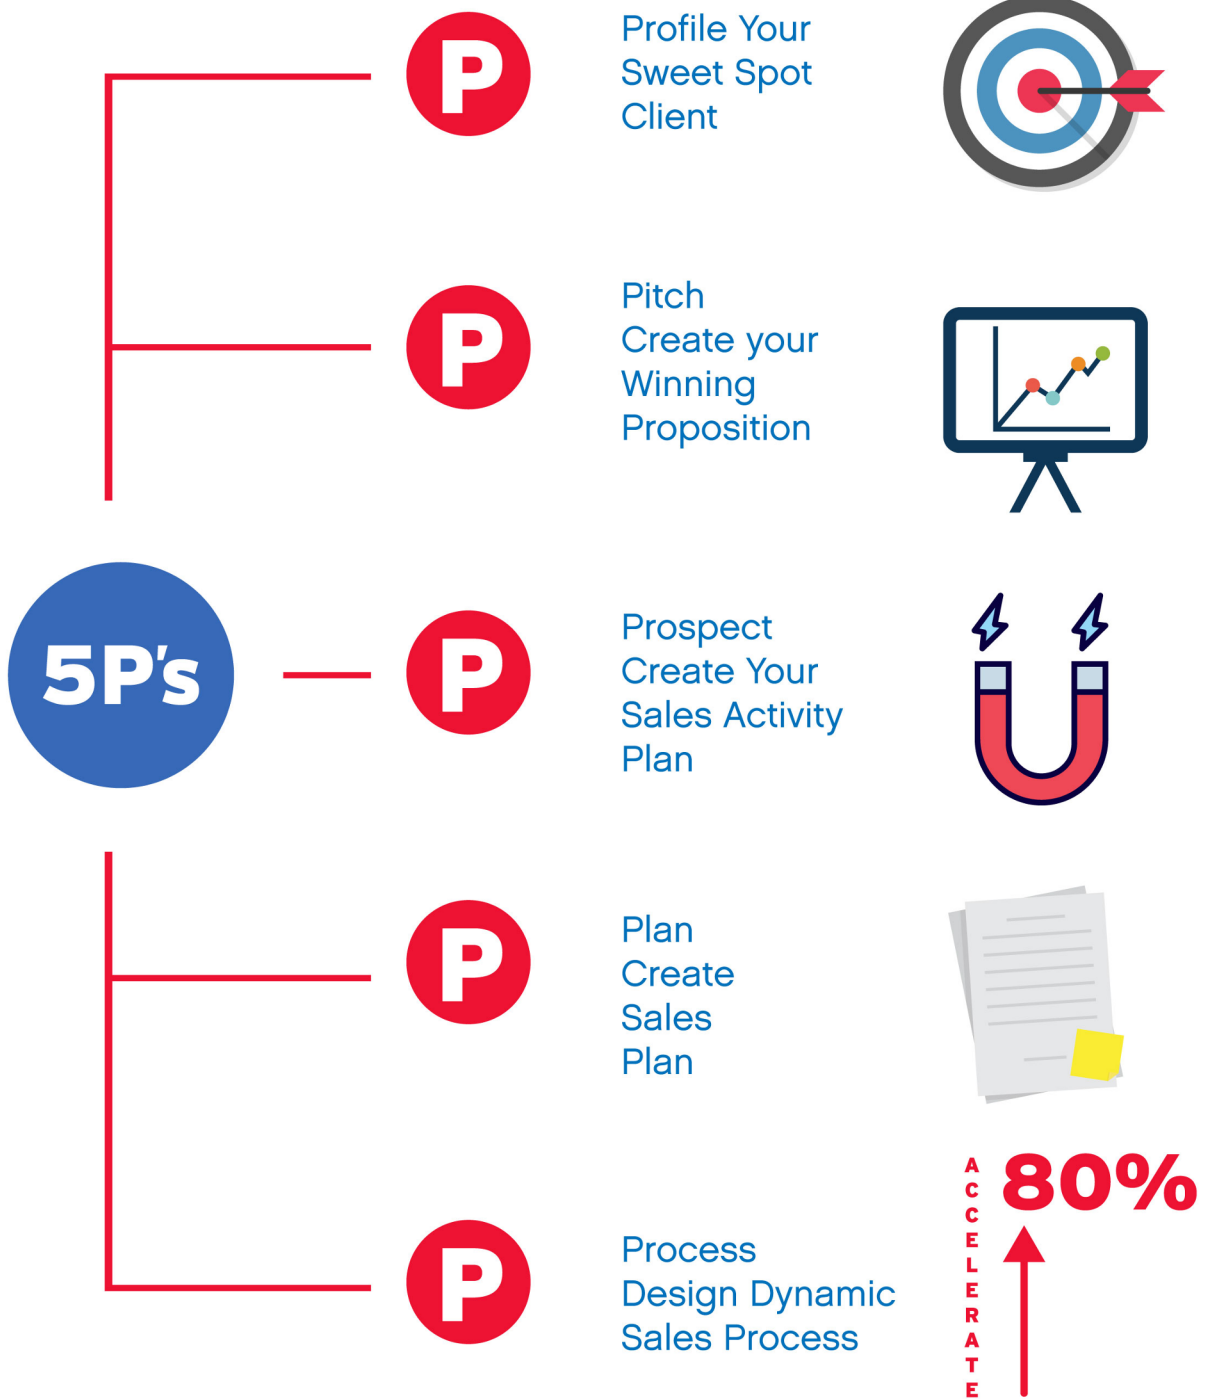 P
Profile Your
Sweet Spot
Client
P
Pitch
Create your
Winning
Proposition
5P's
P
Prospect
Create Your
Sales Activity
Plan
P
Plan
Create
Sales
Plan
P
Process
Design Dynamic
Sales Process
ACCELERATE
80%